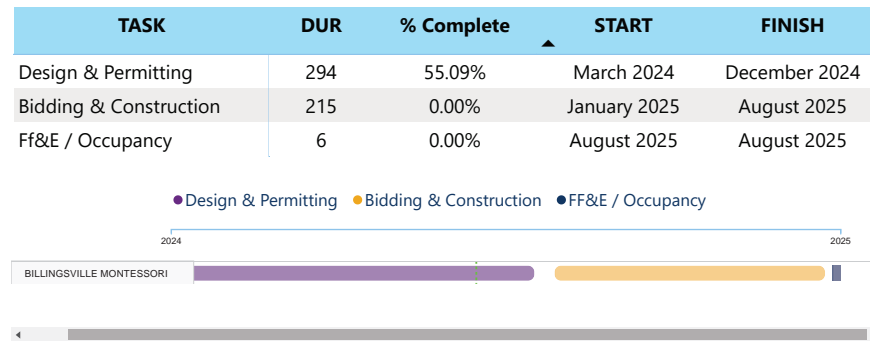 TASK DUR % Complete START FINISH
Design & Permitting 294 55.09% March 2024 December 2024
Bidding & Construction 215 0.00% January 2025 August 2025
Ff&E / Occupancy 6 0.00% August 2025 August 2025
Design & Permitting Bidding & Construction FF&E / Occupancy
2024 2025
BILLINGSVILLE MONTESSORI